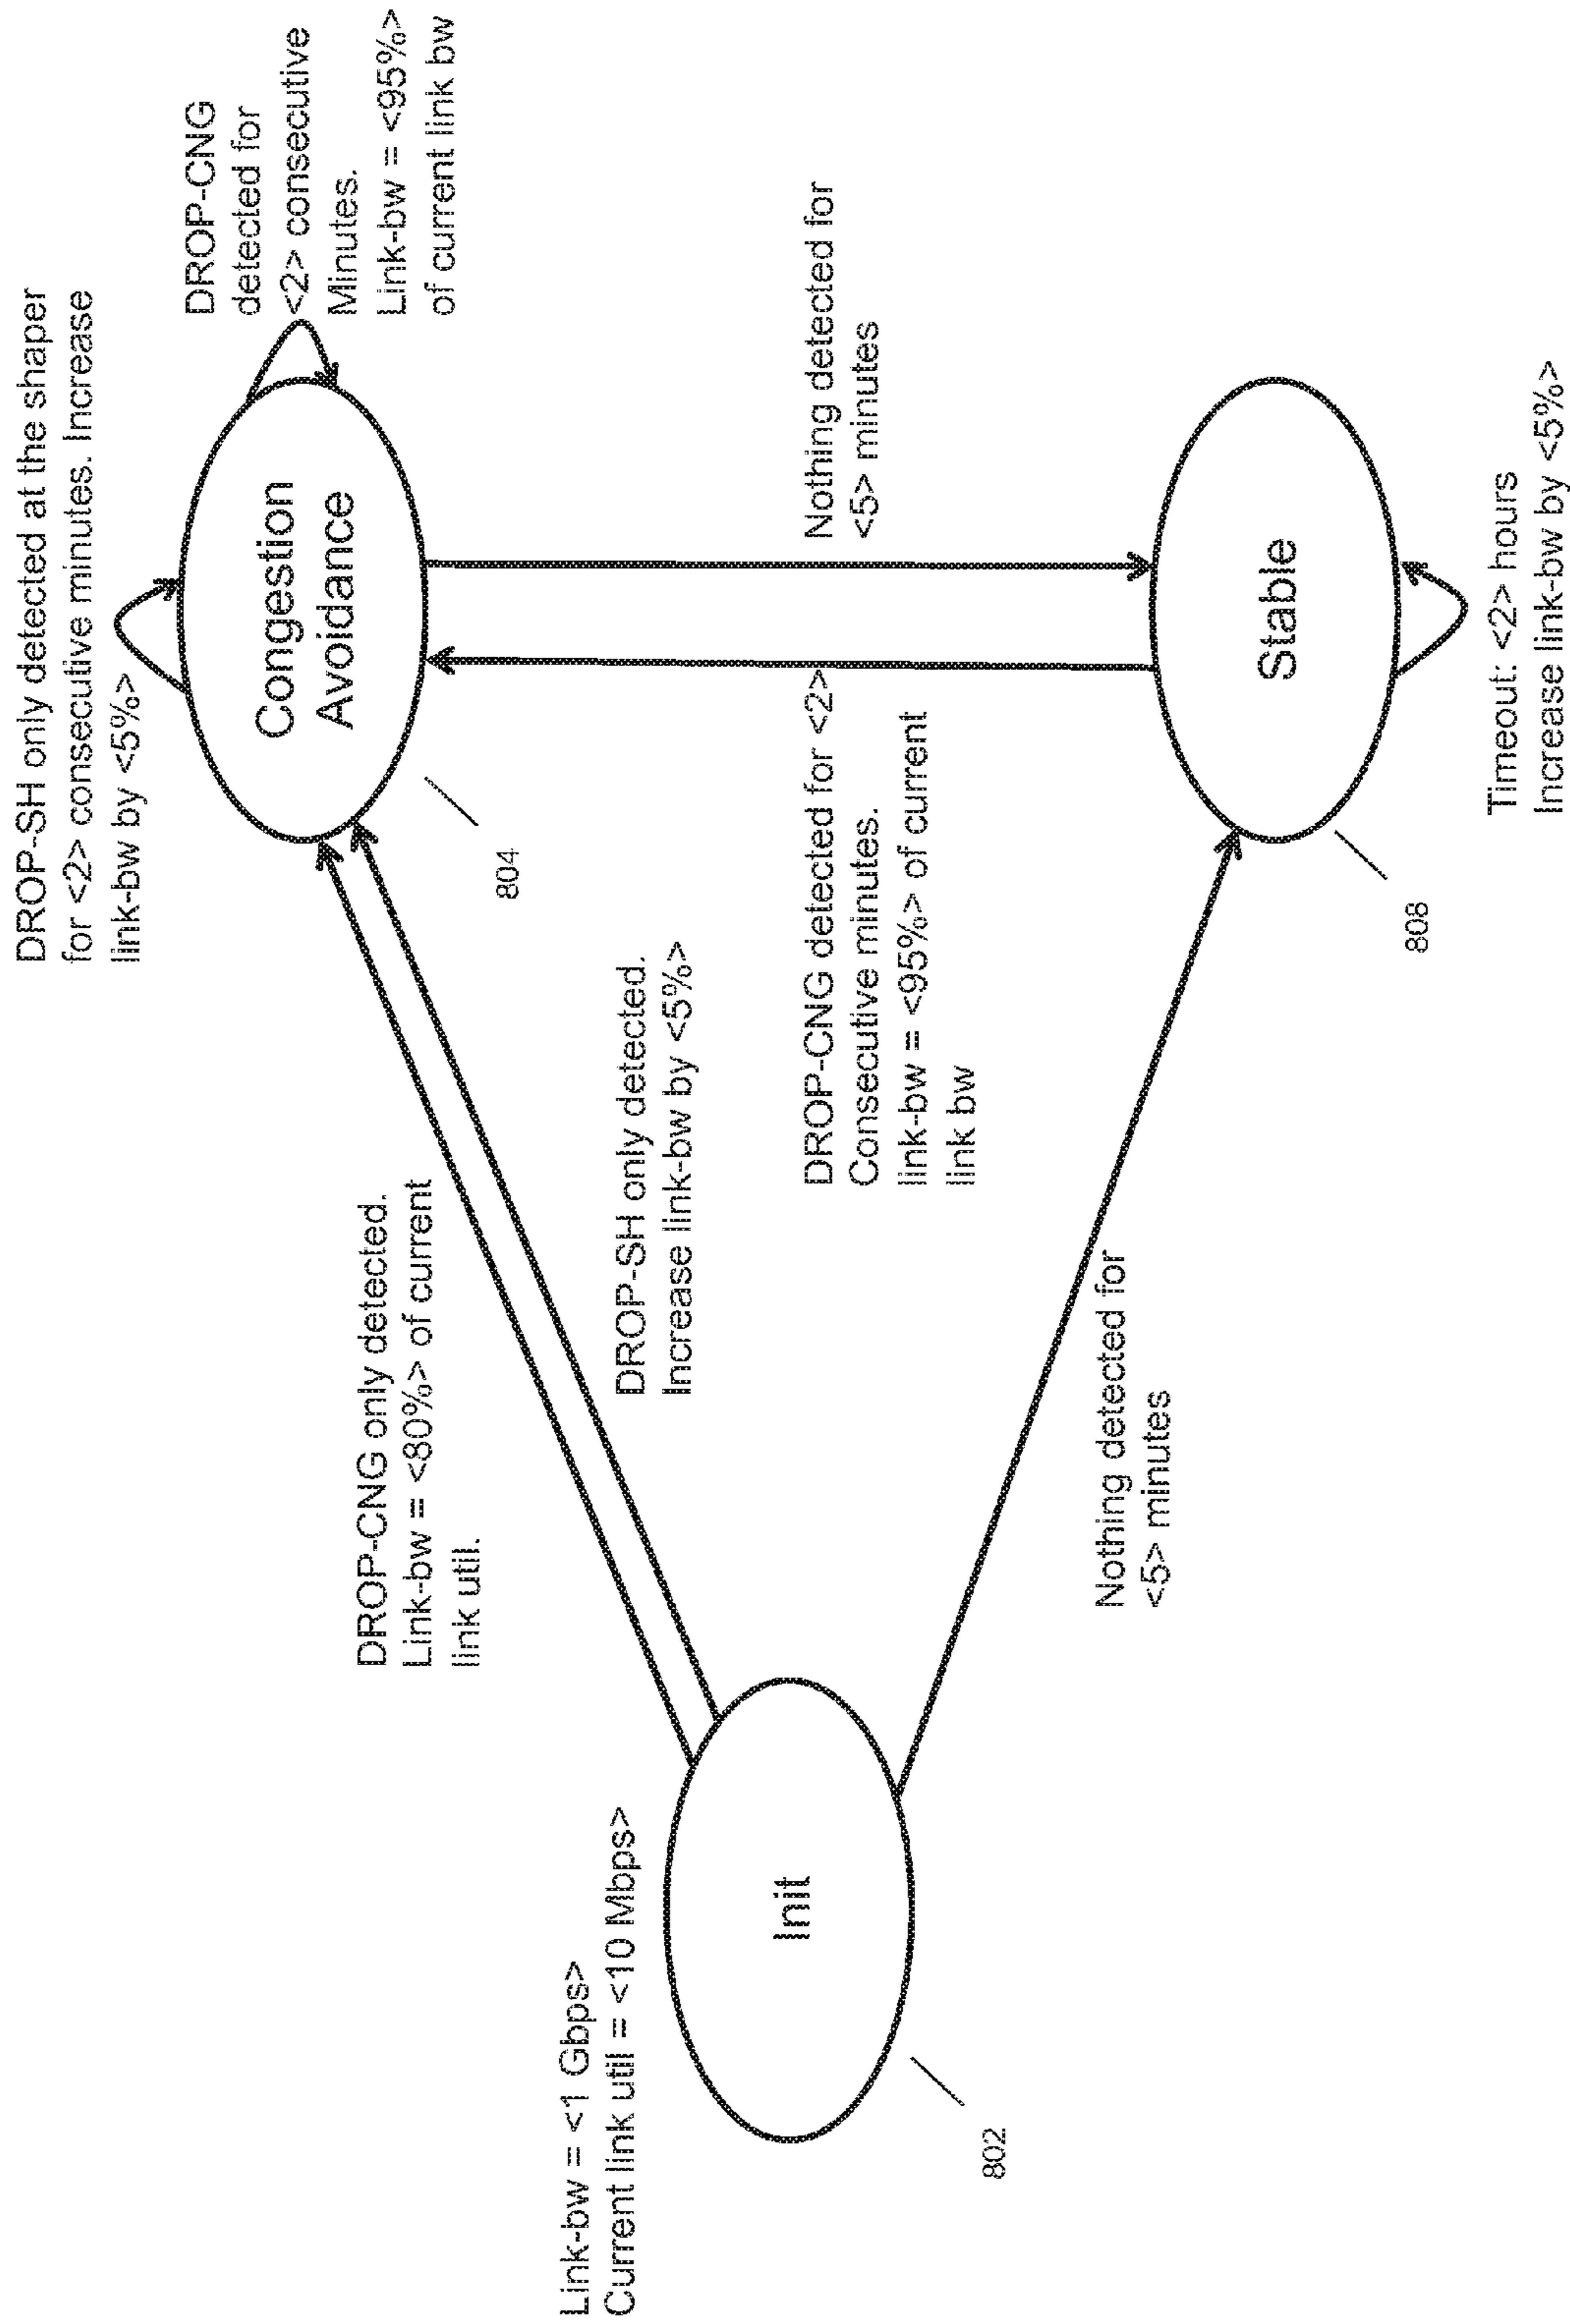 DROP-SH only detected at the shaper
for <2> consecutive minutes. Increase
link-bw by <5%>
DROP-CNG
detected for
<2> consecutive
Minutes.
Link-bw = <95%>
of current link bw
Congestion
Avoidance
804
DROP-CNG only detected.
Link-bw = <80%> of current
link util.
DROP-SH only detected.
Increase link-bw by <5%>
Link-bw = <1 Gbps>
Current link util = <10 Mbps>
Init
802
DROP-CNG detected for <2>
Consecutive minutes.
link-bw = <95%> of current
link bw
Nothing detected for
<5> minutes
Nothing detected for
<5> minutes
Stable
808
Timeout: <2> hours
Increase link-bw by <5%>